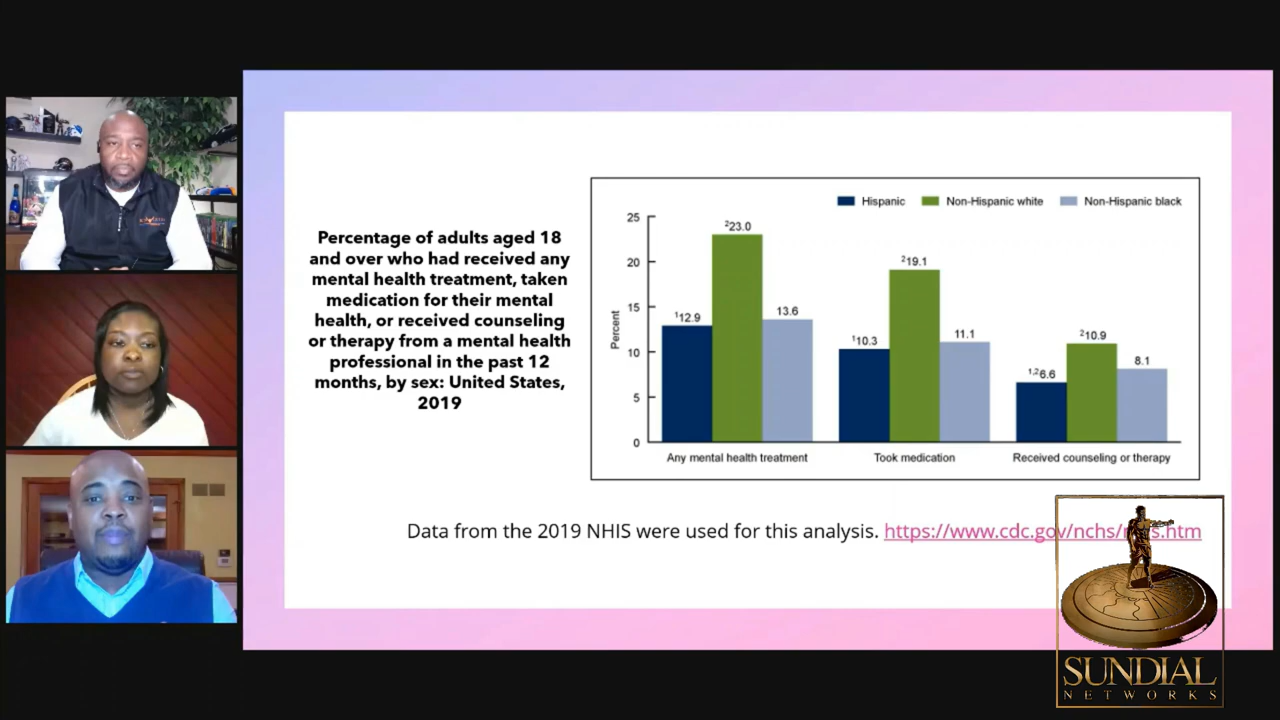 Percentage of adults aged 18
and over who had received any
mental health treatment, taken
medication for their mental
health, or received counseling
or therapy from a mental health
professional in the past 12
months, by sex: United States,
2019
Hispanic
Non-Hispanic white
Non-Hispanic black
Percent
25
20
15
10
5
0
¹12.9
²23.0
13.6
¹10.3
²19.1
11.1
¹,²6.6
²10.9
8.1
Any mental health treatment
Took medication
Received counseling or therapy
Data from the 2019 NHIS were used for this analysis. https://www.cdc.gov/nchs/
SUNDIAL
NETWORKS